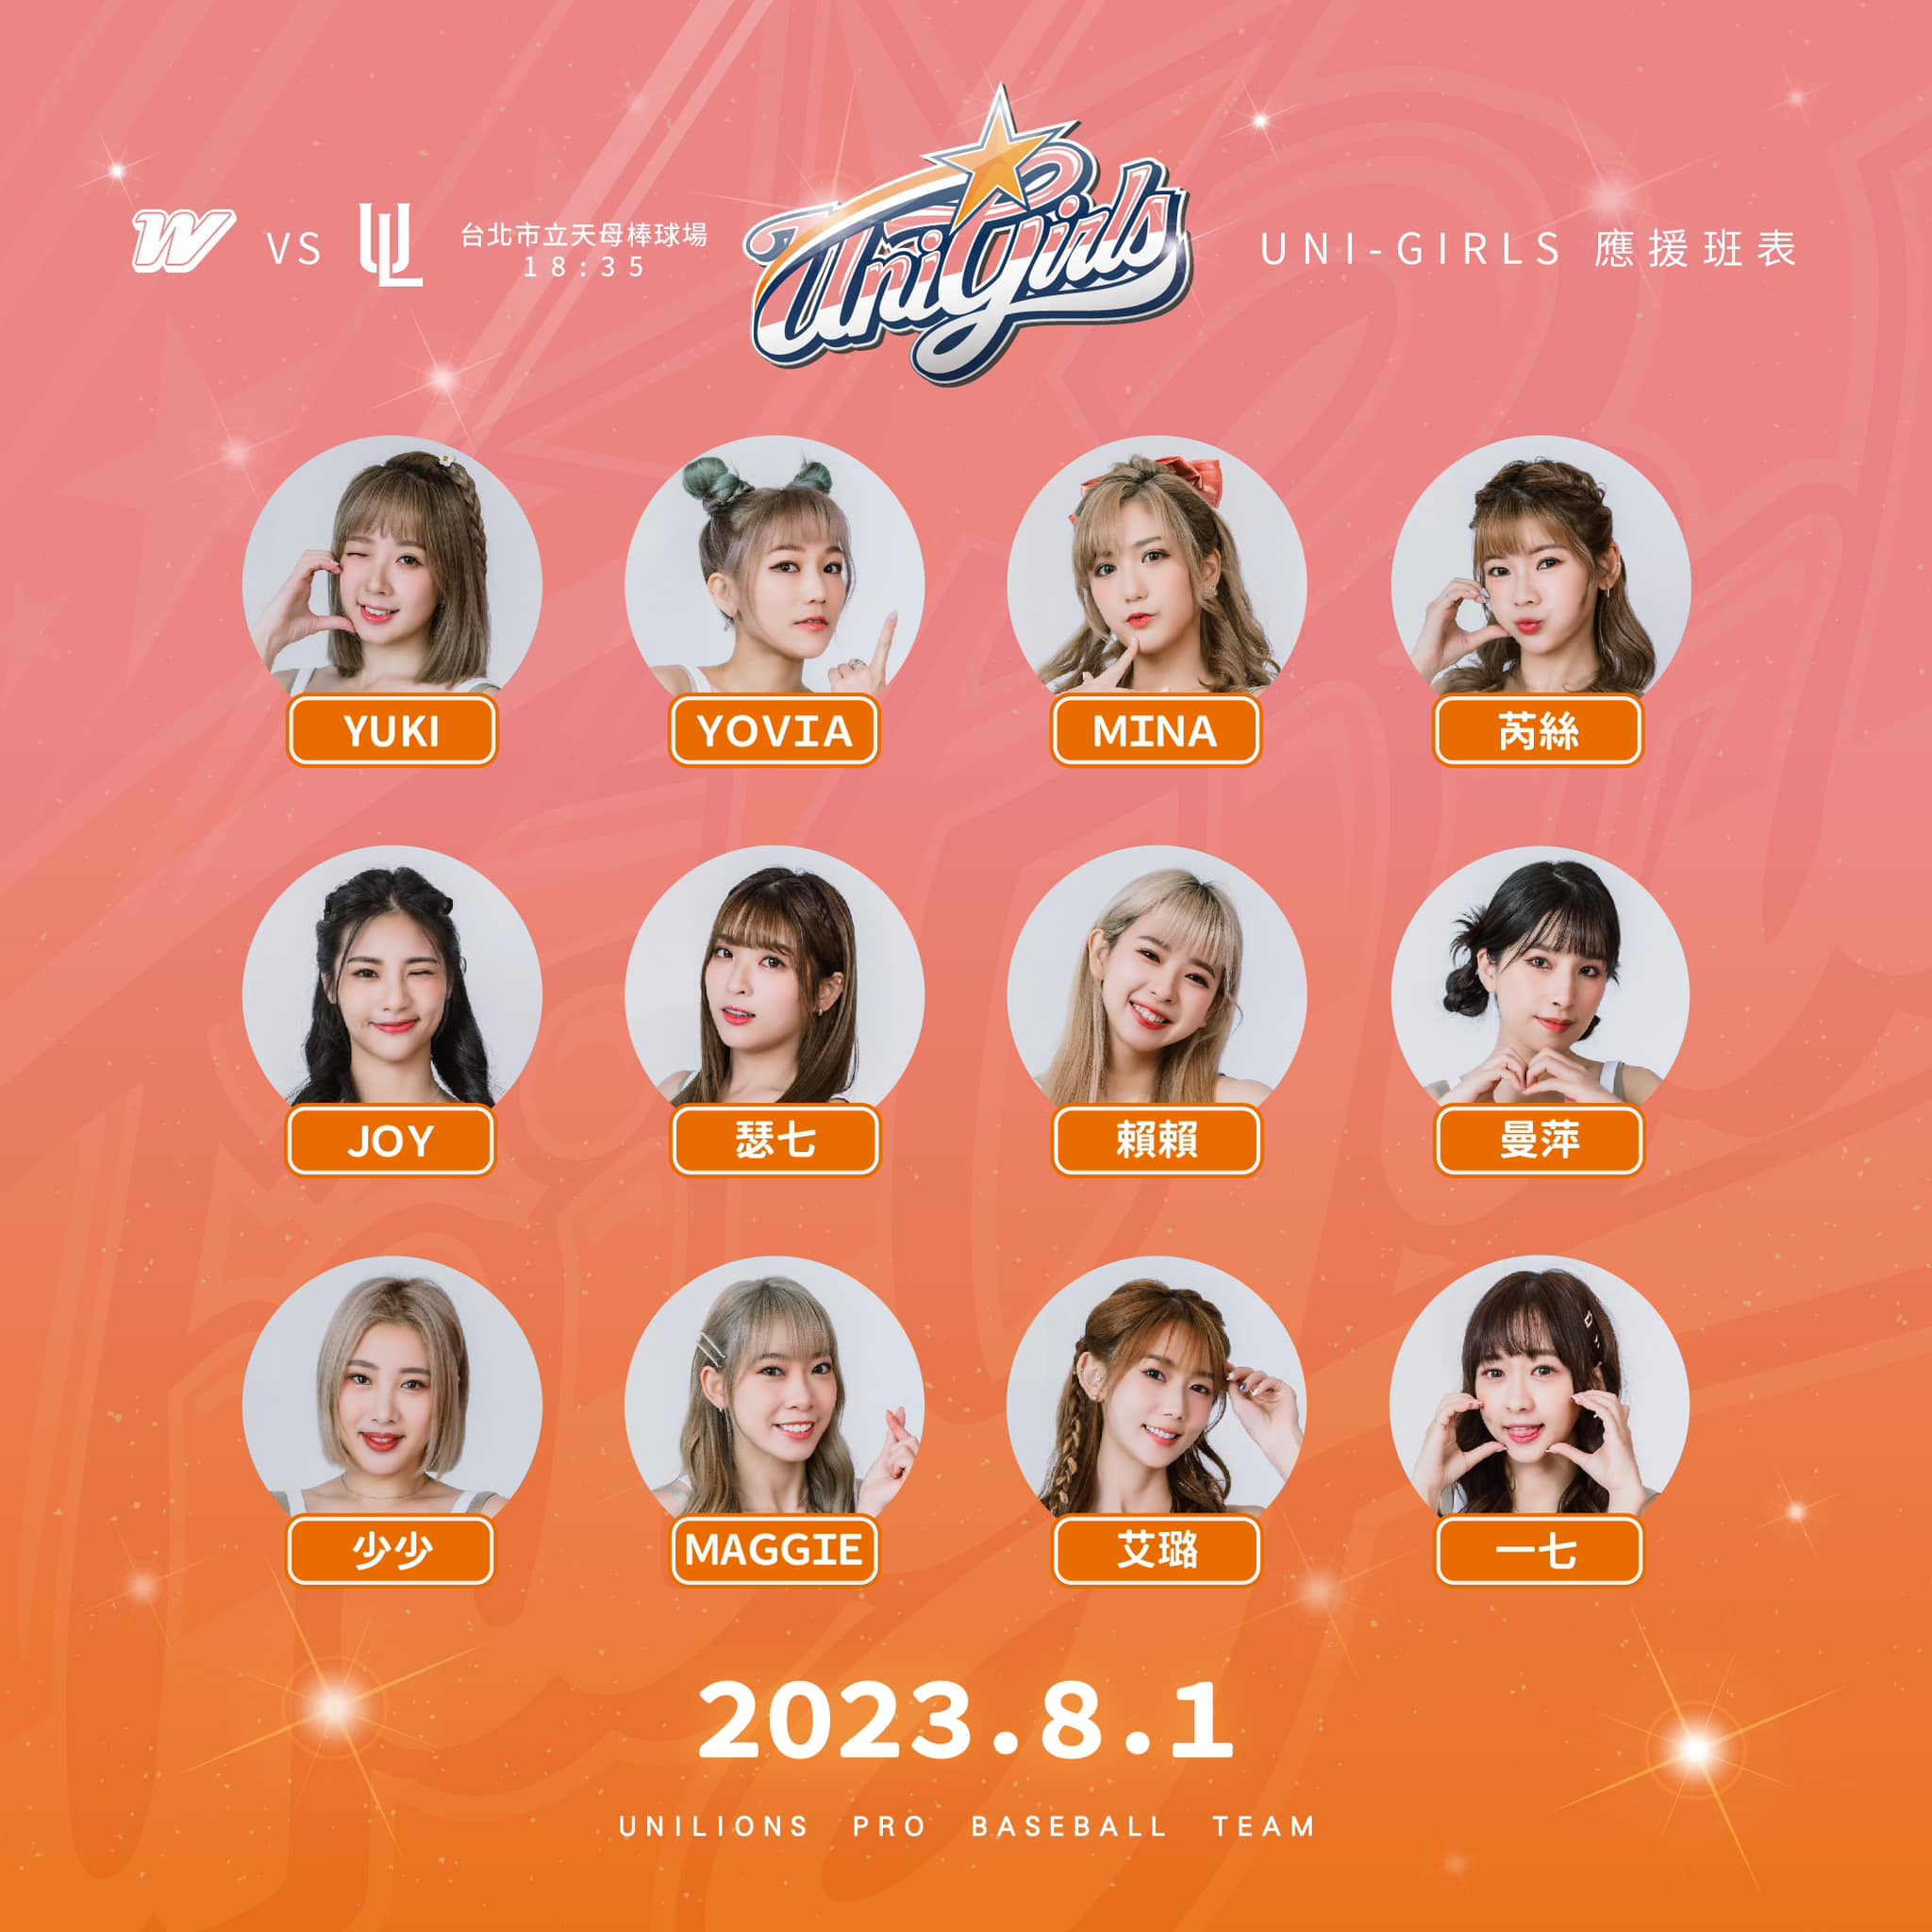 W VS UL
台北市立天母棒球場
18:35
UniGirls
UNI-GIRLS 應援班表
YUKI
YOVIA
MINA
芮絲
JOY
瑟七
賴賴
曼萍
少少
MAGGIE
艾璐
一七
2023.8.1
UNILIONS PRO BASEBALL TEAM